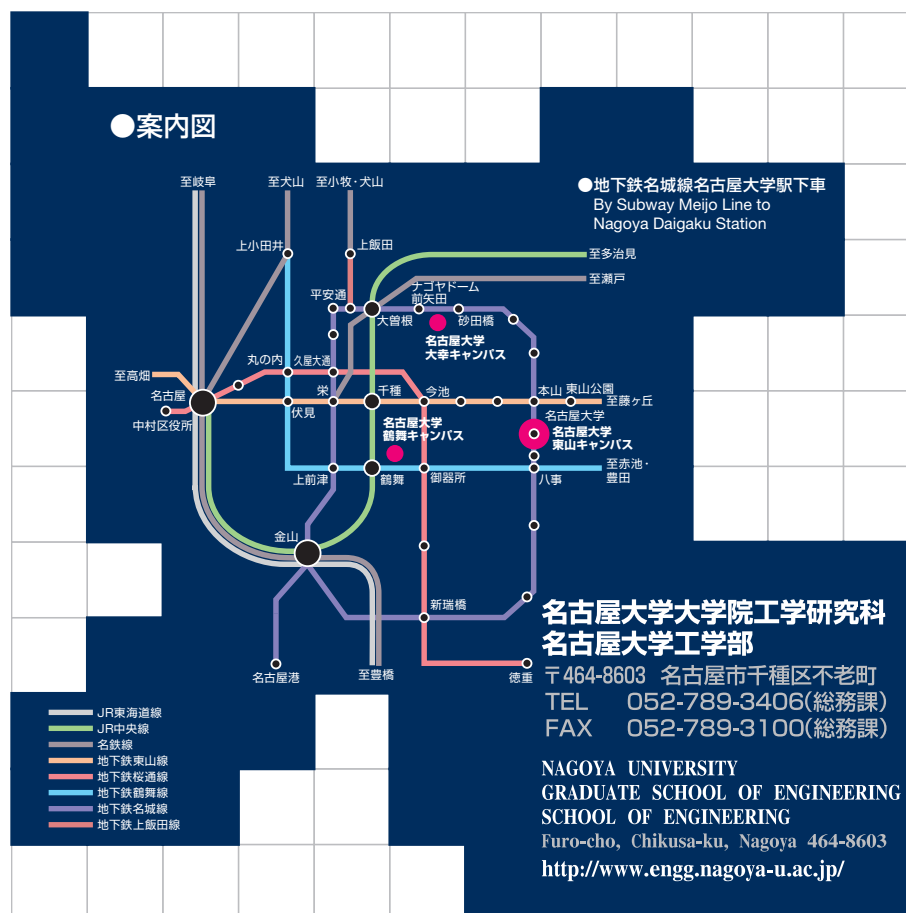 ●案内図
至岐阜
至犬山
至小牧・犬山
●地下鉄名城線名古屋大学駅下車
By Subway Meijo Line to
Nagoya Daigaku Station
上小田井
上飯田
至多治見
至瀬戸
平安通
ナゴヤドーム
前矢田
大曽根
砂田橋
名古屋大学
大幸キャンパス
丸の内
久屋大通
至高畑
名古屋
栄
千種
今池
本山
東山公園
至藤ヶ丘
中村区役所
伏見
名古屋大学
名古屋大学
鶴舞キャンパス
名古屋大学
東山キャンパス
上前津
鶴舞
御器所
八事
至赤池・
豊田
金山
新瑞橋
名古屋港
至豊橋
徳重
名古屋大学大学院工学研究科
名古屋大学工学部
〒464-8603 名古屋市千種区不老町
TEL 052-789-3406(総務課)
FAX 052-789-3100(総務課)
JR東海道線
JR中央線
名鉄線
地下鉄東山線
地下鉄桜通線
地下鉄鶴舞線
地下鉄名城線
地下鉄上飯田線
NAGOYA UNIVERSITY
GRADUATE SCHOOL OF ENGINEERING
SCHOOL OF ENGINEERING
Furo-cho, Chikusa-ku, Nagoya 464-8603
http://www.engg.nagoya-u.ac.jp/